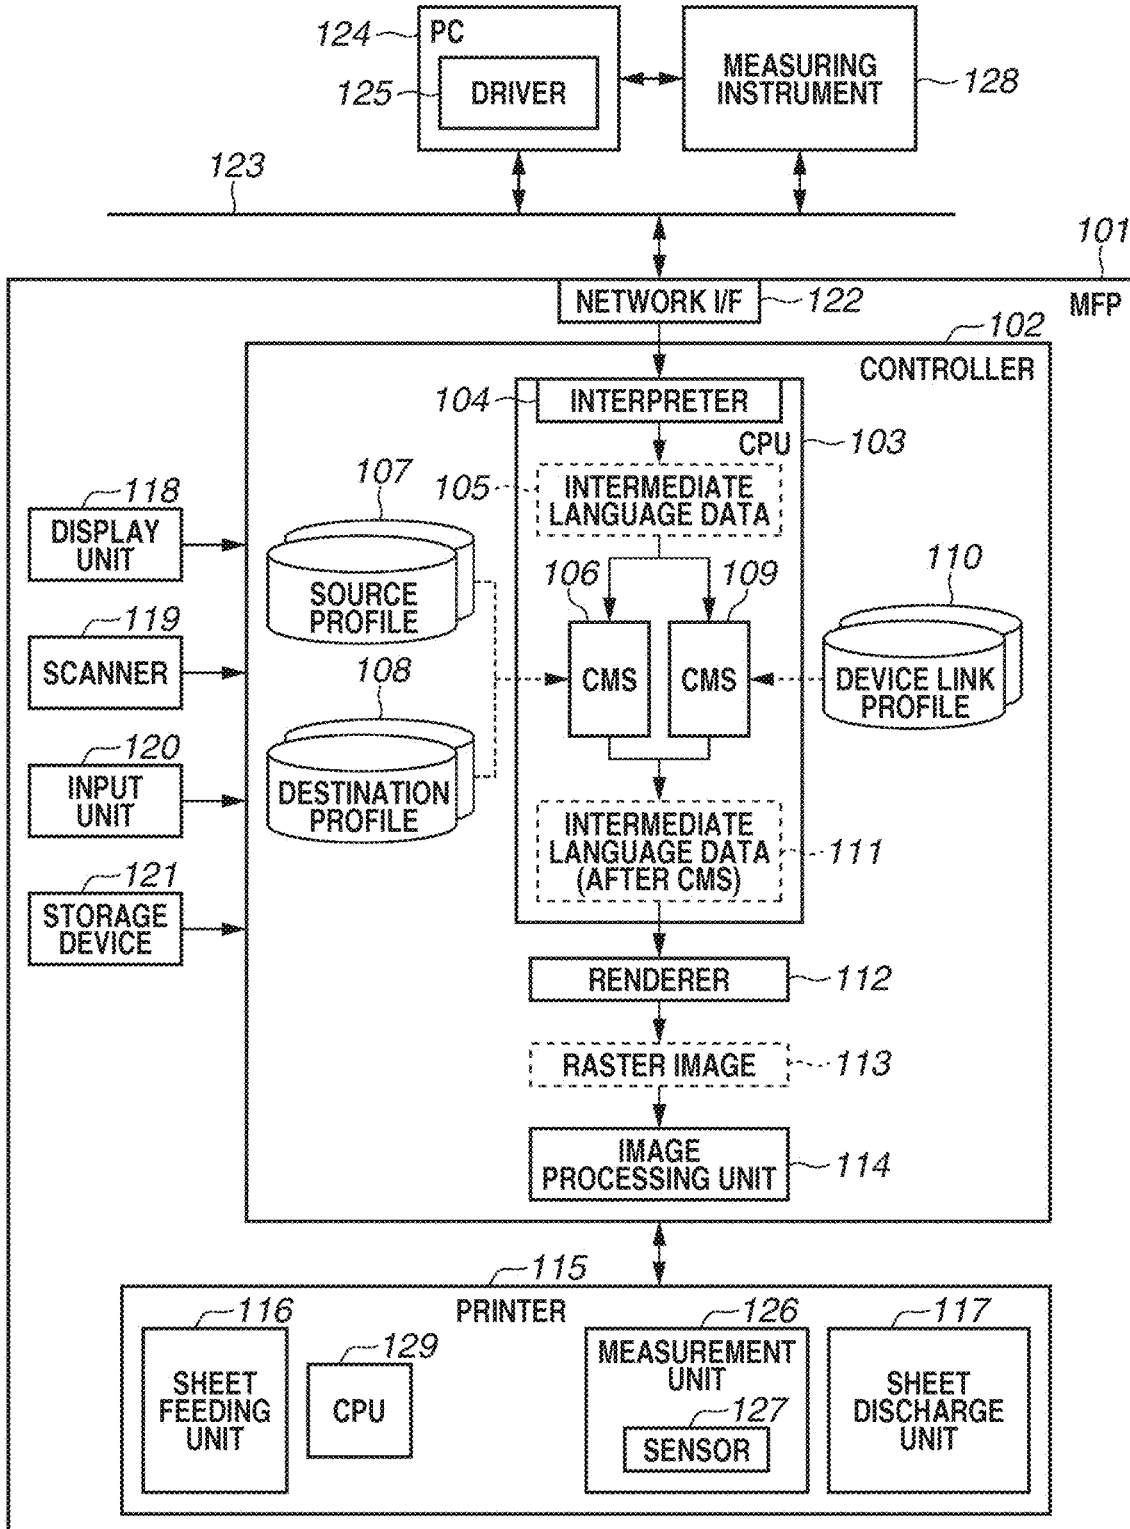 124
PC
125
DRIVER
MEASURING
INSTRUMENT
128
123
101
MFP
NETWORK I/F
122
102
CONTROLLER
104
INTERPRETER
CPU
103
105
INTERMEDIATE
LANGUAGE DATA
107
SOURCE
PROFILE
106
109
110
CMS
CMS
DEVICE LINK
PROFILE
108
DESTINATION
PROFILE
118
DISPLAY
UNIT
119
SCANNER
120
INPUT
UNIT
121
STORAGE
DEVICE
INTERMEDIATE
LANGUAGE DATA
(AFTER CMS)
111
RENDERER
112
RASTER IMAGE
113
IMAGE
PROCESSING UNIT
114
115
PRINTER
116
SHEET
FEEDING
UNIT
129
CPU
126
MEASUREMENT
UNIT
127
SENSOR
117
SHEET
DISCHARGE
UNIT